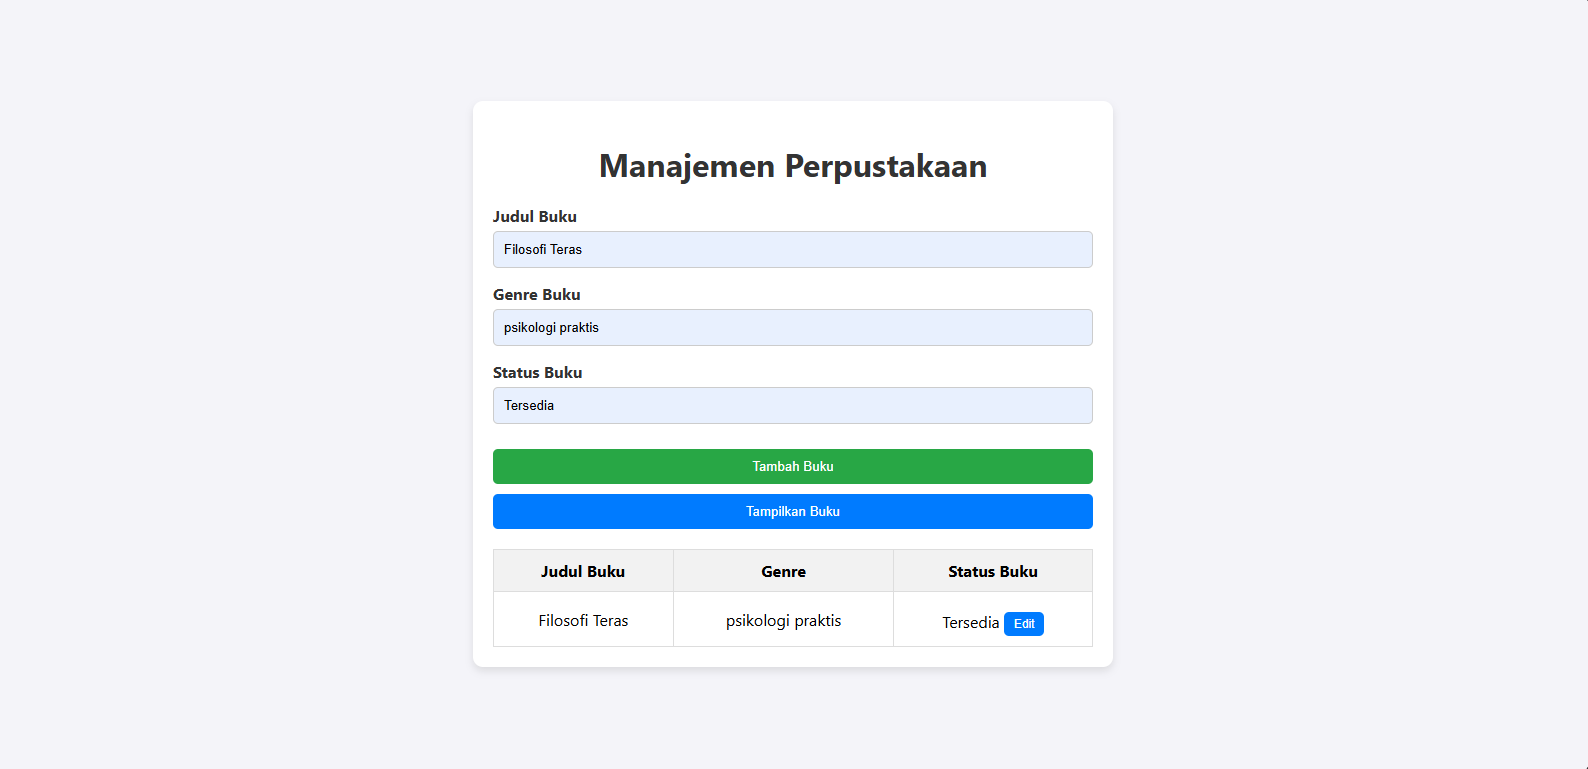 Manajemen Perpustakaan
Judul Buku
Filosofi Teras
Genre Buku
psikologi praktis
Status Buku
Tersedia
Tambah Buku
Tampilkan Buku
Judul Buku Genre Status Buku
Filosofi Teras psikologi praktis Tersedia Edit